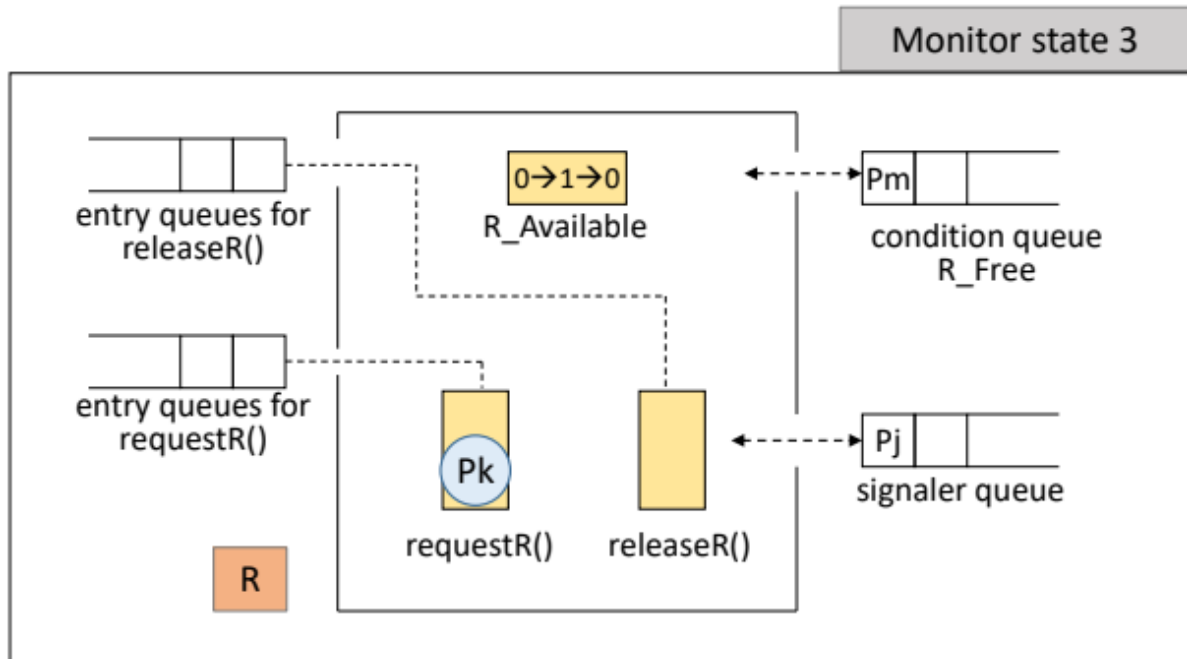 Monitor state 3
entry queues for
releaseR()
0→1→0
R_Available
Pm
condition queue
R_Free
entry queues for
requestR()
Pk
requestR()
releaseR()
Pj
signaler queue
R